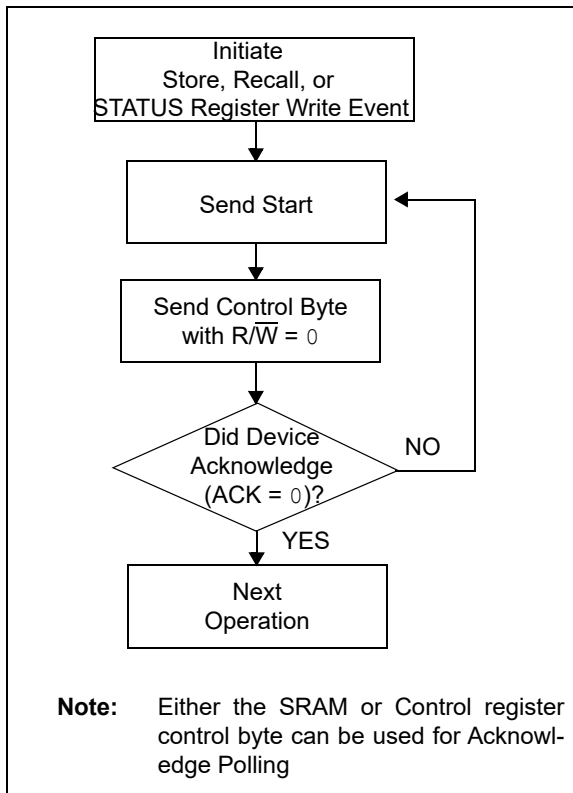 Initiate
Store, Recall, or
STATUS Register Write Event
Send Start
Send Control Byte
with R/W̅ = 0
Did Device
Acknowledge
(ACK = 0)?
NO
YES
Next
Operation
Note: Either the SRAM or Control register
control byte can be used for Acknowl-
edge Polling